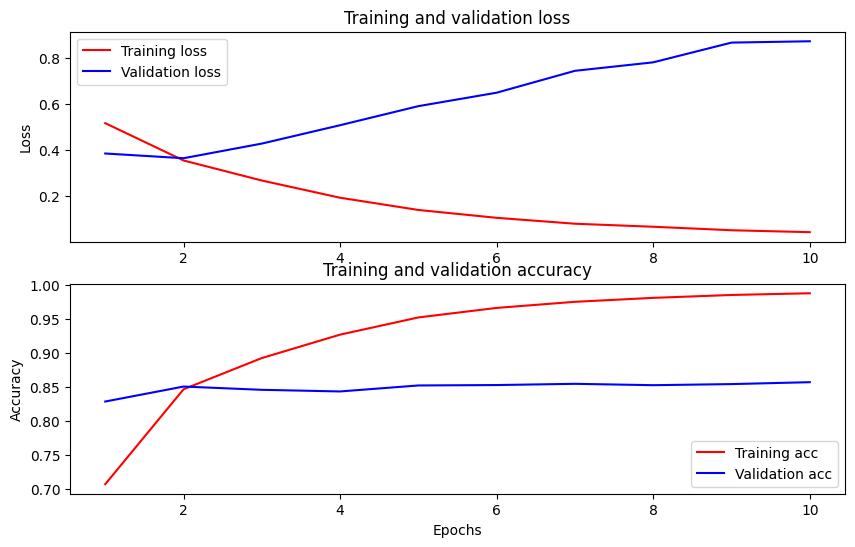 Training and validation loss
Training loss
Validation loss
Loss
0.8
0.6
0.4
0.2
2 4 6 8 10
Training and validation accuracy
1.00
0.95
0.90
0.85
0.80
0.75
0.70
Accuracy
Training acc
Validation acc
2 4 6 8 10
Epochs